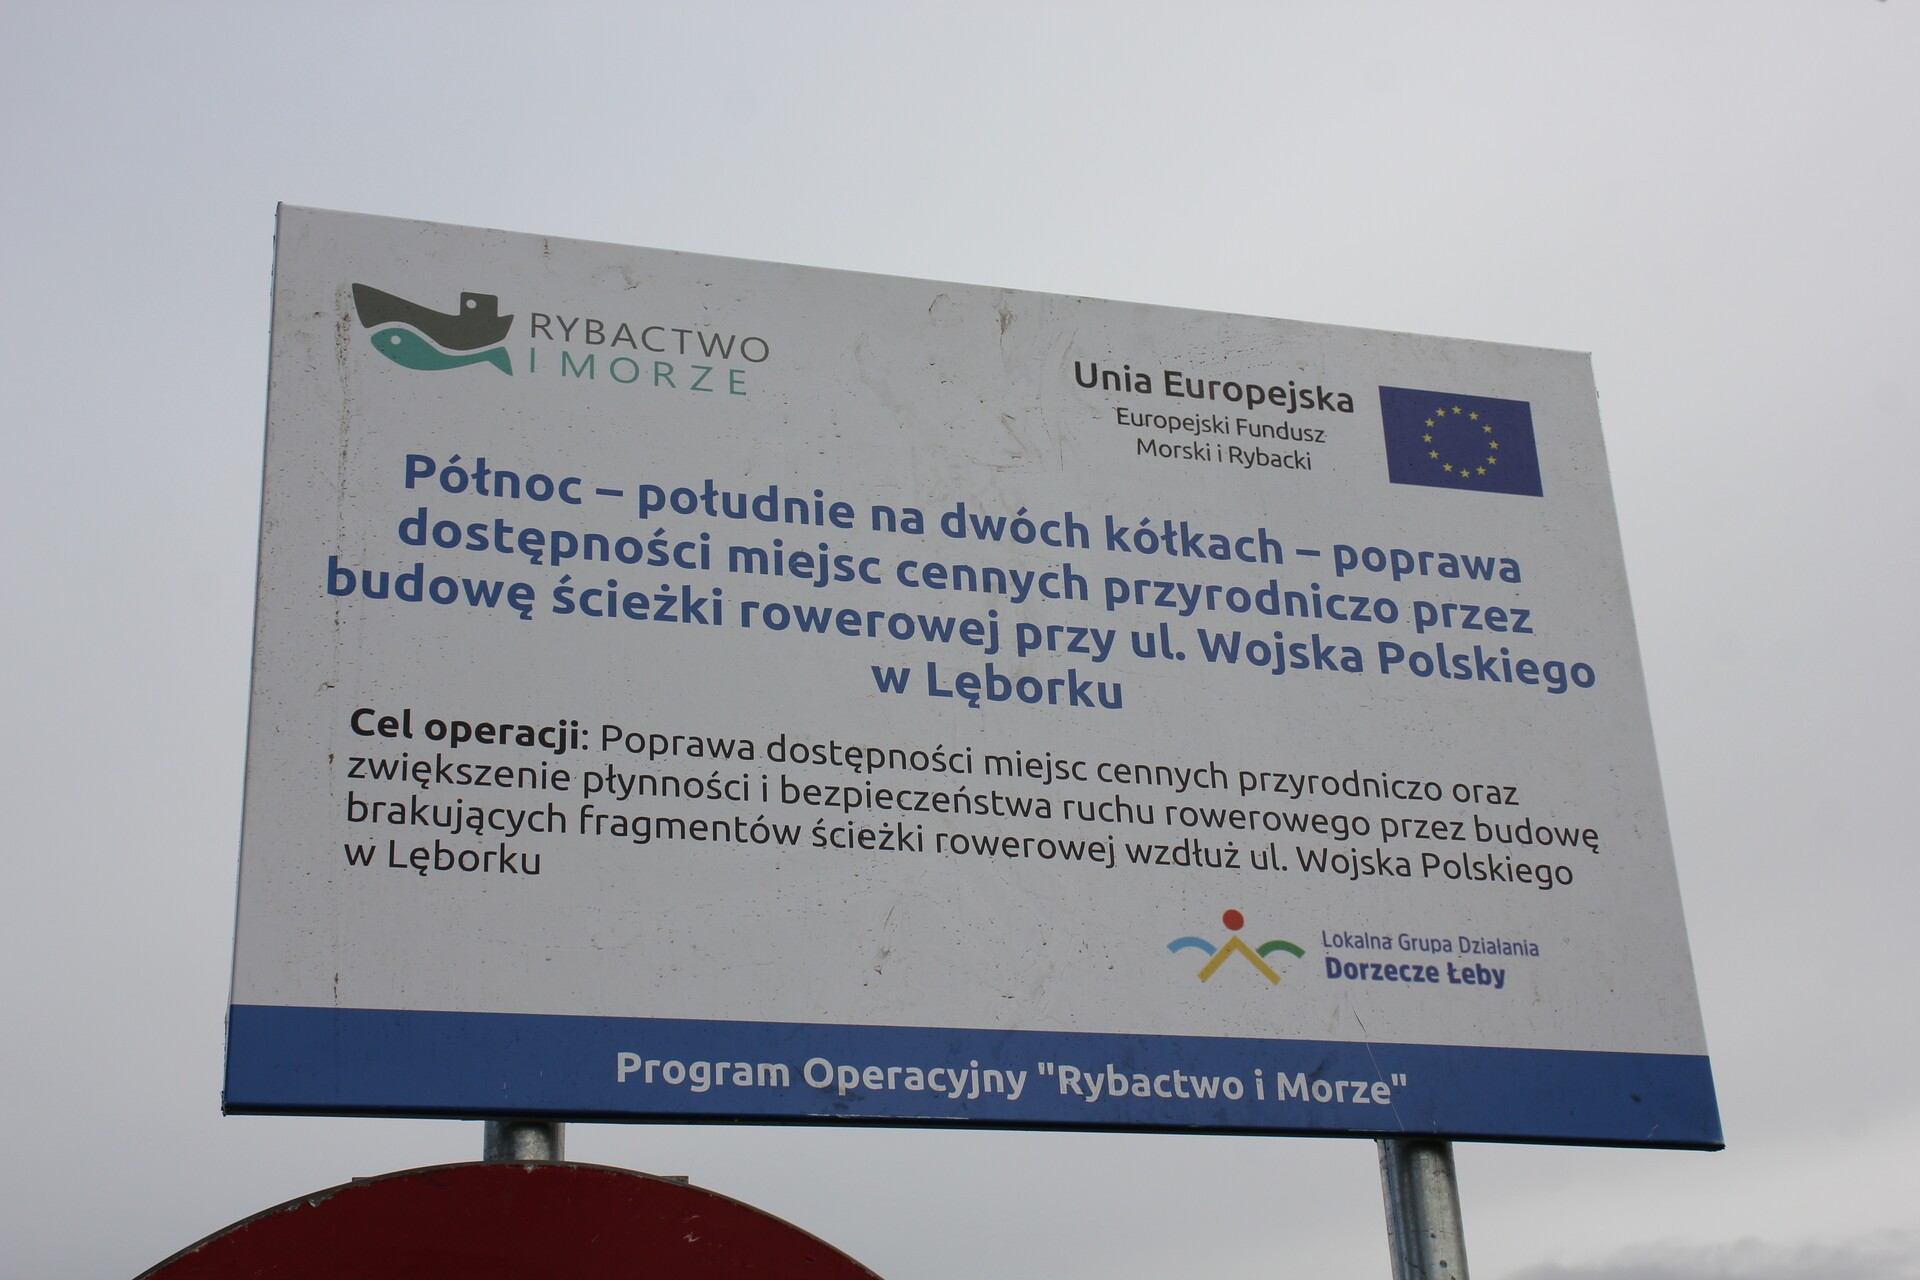 RYBACTWO
I MORZE
Unia Europejska
Europejski Fundusz
Morski i Rybacki
Północ – południe na dwóch kółkach – poprawa
dostępności miejsc cennych przyrodniczo przez
budowę ścieżki rowerowej przy ul. Wojska Polskiego
w Lęborku
Cel operacji: Poprawa dostępności miejsc cennych przyrodniczo oraz
zwiększenie płynności i bezpieczeństwa ruchu rowerowego przez budowę
brakujących fragmentów ścieżki rowerowej wzdłuż ul. Wojska Polskiego
w Lęborku
Lokalna Grupa Działania
Dorzecze Łeby
Program Operacyjny "Rybactwo i Morze"